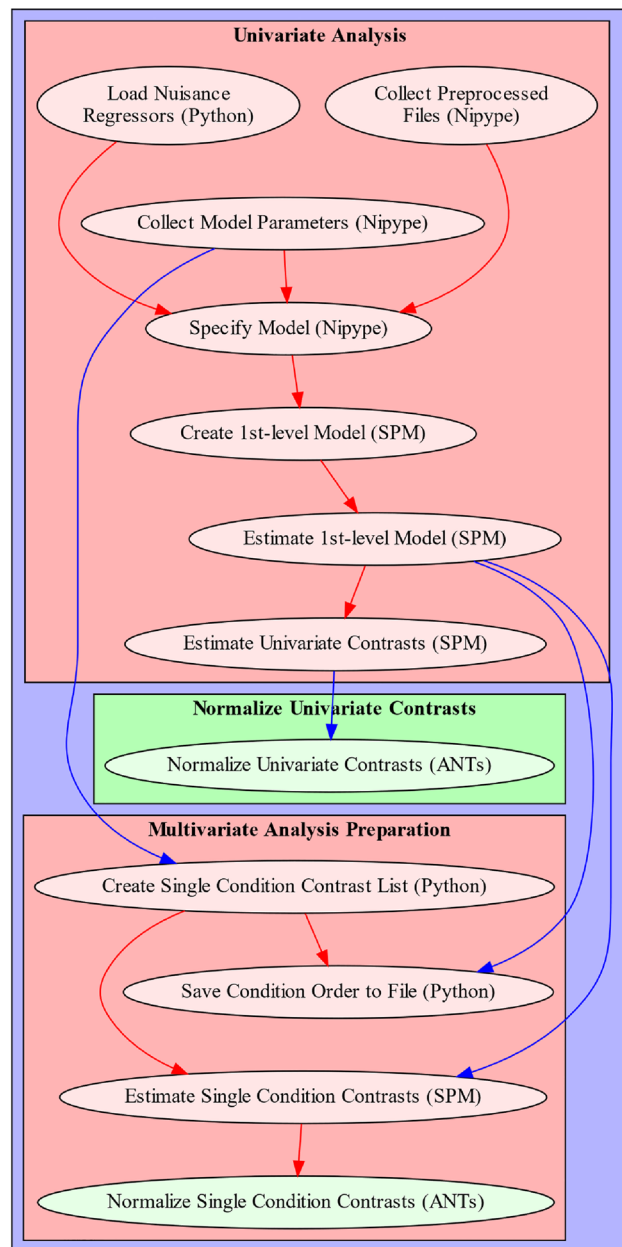 Univariate Analysis
Load Nuisance
Regressors (Python)
Collect Preprocessed
Files (Nipype)
Collect Model Parameters (Nipype)
Specify Model (Nipype)
Create 1st-level Model (SPM)
Estimate 1st-level Model (SPM)
Estimate Univariate Contrasts (SPM)
Normalize Univariate Contrasts
Normalize Univariate Contrasts (ANTs)
Multivariate Analysis Preparation
Create Single Condition Contrast List (Python)
Save Condition Order to File (Python)
Estimate Single Condition Contrasts (SPM)
Normalize Single Condition Contrasts (ANTs)